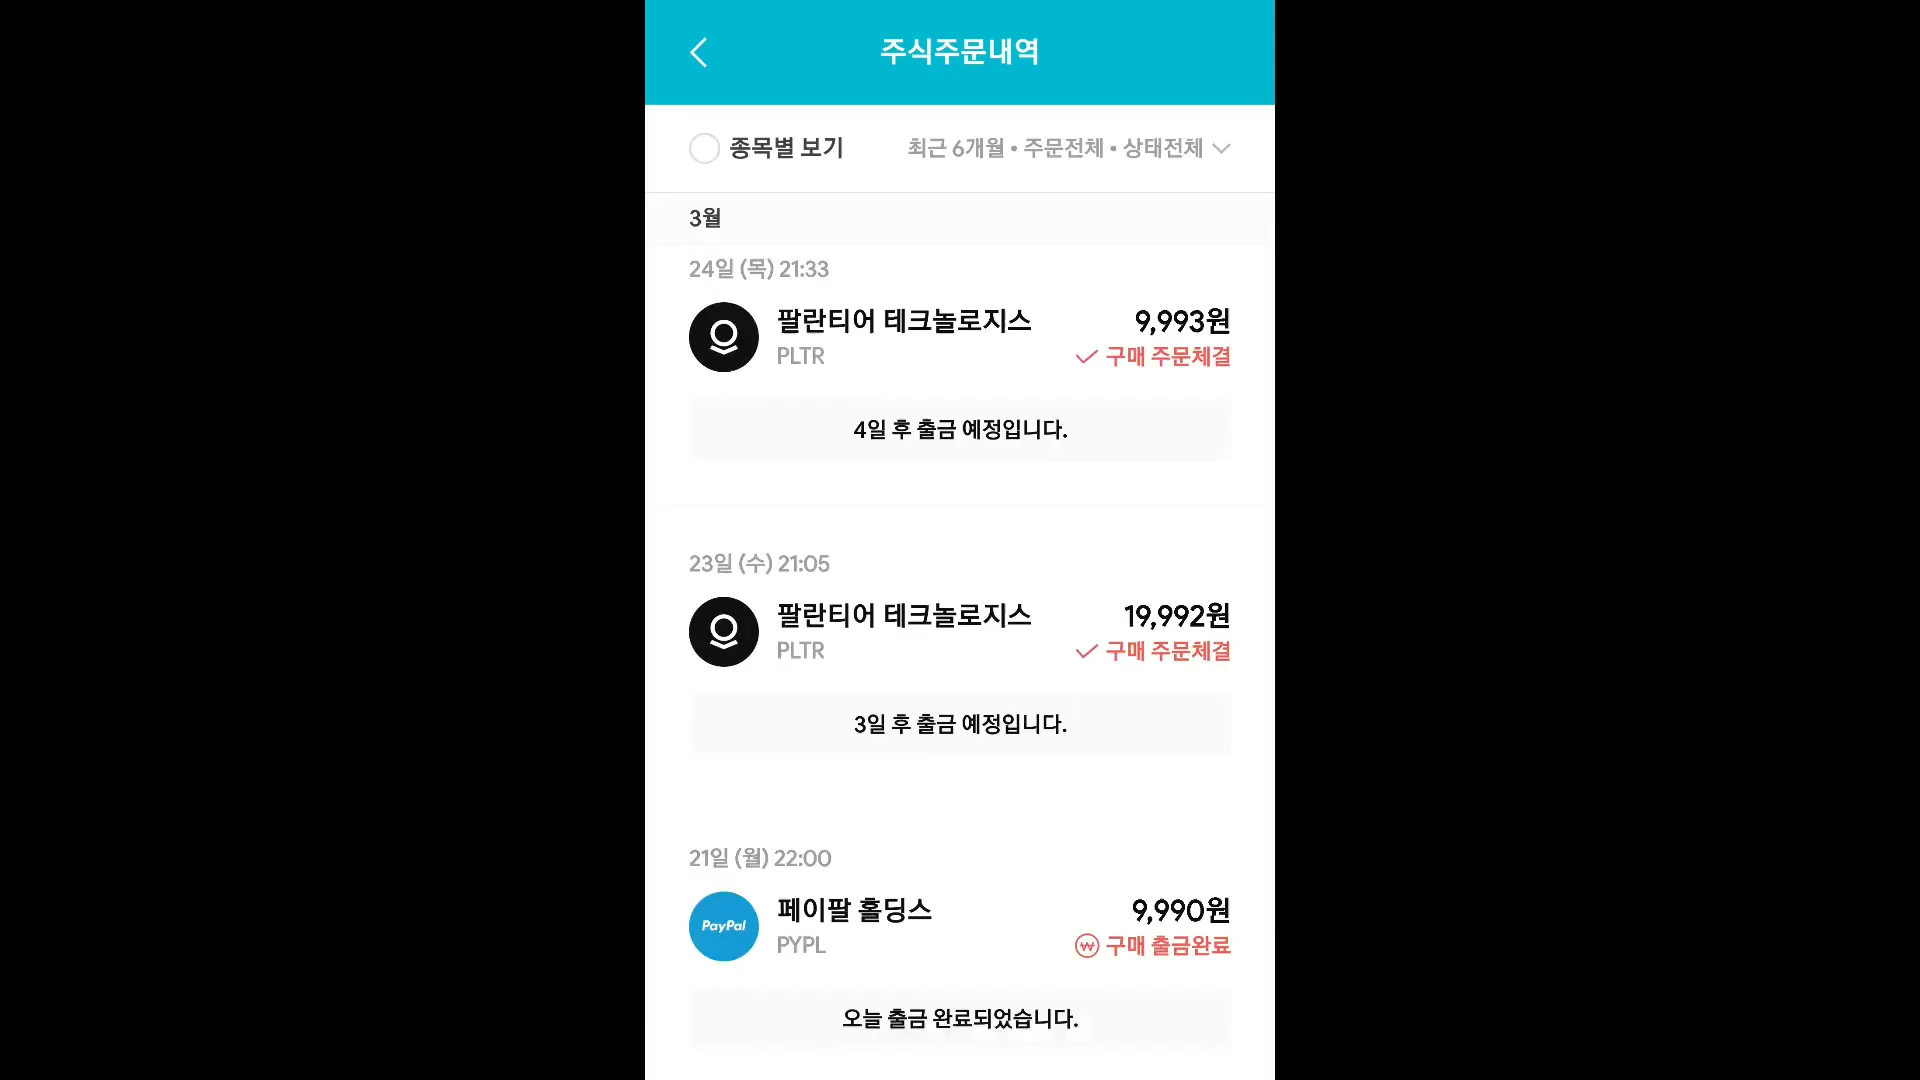 주식주문내역
종목별 보기
최근 6개월 • 주문전체 • 상태전체
3월
24일 (목) 21:33
팔란티어 테크놀로지스 9,993원
PLTR 구매 주문체결
4일 후 출금 예정입니다.
23일 (수) 21:05
팔란티어 테크놀로지스 19,992원
PLTR 구매 주문체결
3일 후 출금 예정입니다.
21일 (월) 22:00
PayPal
페이팔 홀딩스 9,990원
PYPL 구매 출금완료
오늘 출금 완료되었습니다.